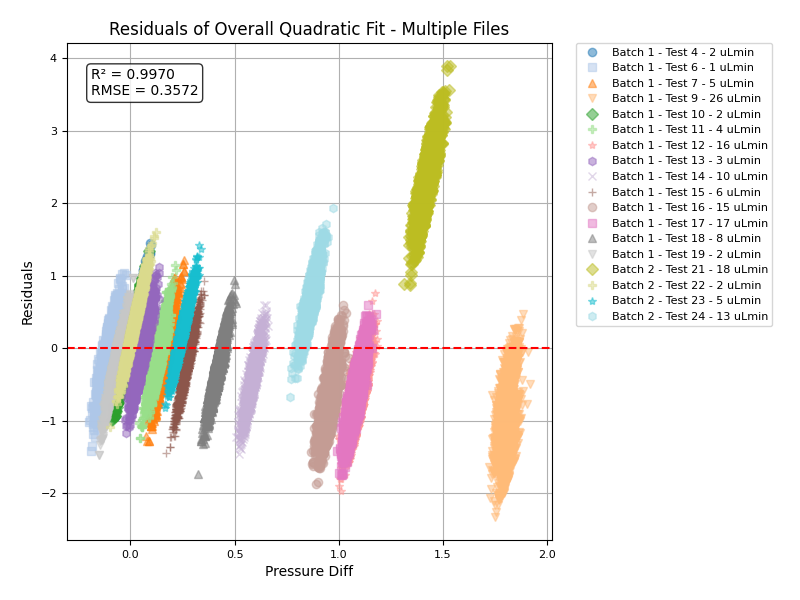 Residuals of Overall Quadratic Fit - Multiple Files
R² = 0.9970
RMSE = 0.3572
4
3
2
1
0
−1
−2
Residuals
0.0
0.5
1.0
1.5
2.0
Pressure Diff
Batch 1 - Test 4 - 2 uLmin
Batch 1 - Test 6 - 1 uLmin
Batch 1 - Test 7 - 5 uLmin
Batch 1 - Test 9 - 26 uLmin
Batch 1 - Test 10 - 2 uLmin
Batch 1 - Test 11 - 4 uLmin
Batch 1 - Test 12 - 16 uLmin
Batch 1 - Test 13 - 3 uLmin
Batch 1 - Test 14 - 10 uLmin
Batch 1 - Test 15 - 6 uLmin
Batch 1 - Test 16 - 15 uLmin
Batch 1 - Test 17 - 17 uLmin
Batch 1 - Test 18 - 8 uLmin
Batch 1 - Test 19 - 2 uLmin
Batch 2 - Test 21 - 18 uLmin
Batch 2 - Test 22 - 2 uLmin
Batch 2 - Test 23 - 5 uLmin
Batch 2 - Test 24 - 13 uLmin